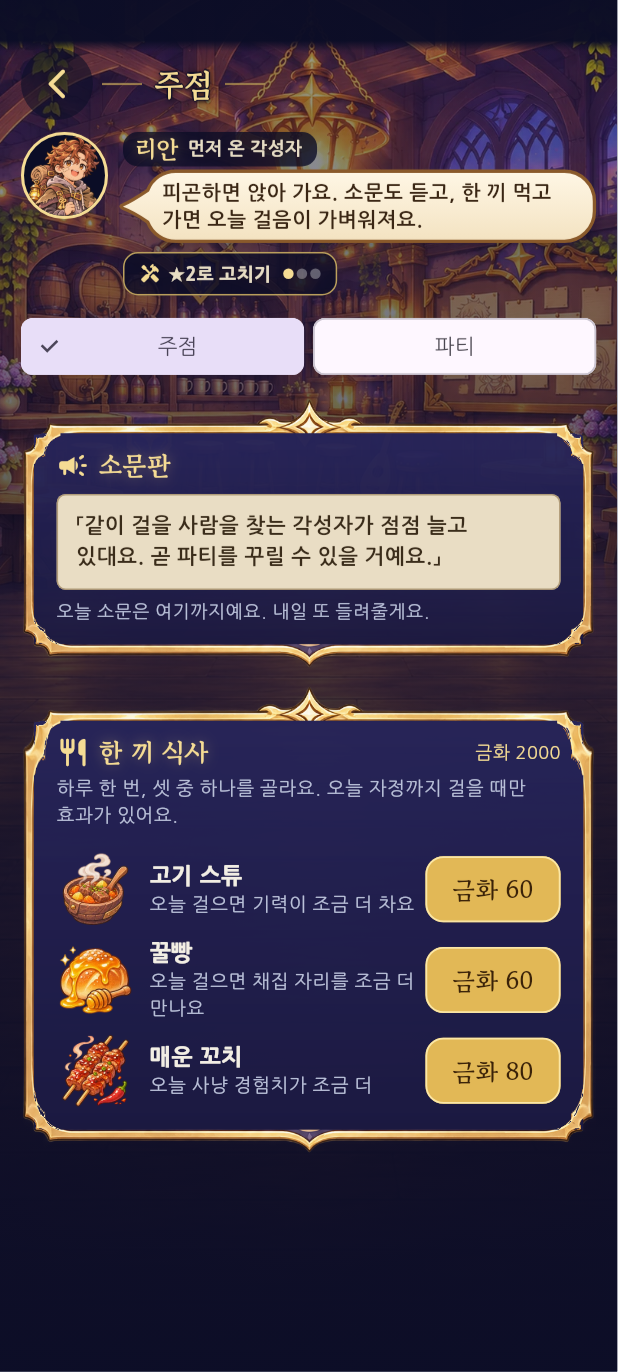 주점
리안 먼저 온 각성자
피곤하면 앉아 가요. 소문도 듣고, 한 끼 먹고
가면 오늘 걸음이 가벼워져요.
★2로 고치기
주점
파티
소문판
「같이 걸을 사람을 찾는 각성자가 점점 늘고
있대요. 곧 파티를 꾸릴 수 있을 거예요.」
오늘 소문은 여기까지예요. 내일 또 들려줄게요.
한 끼 식사
금화 2000
하루 한 번, 셋 중 하나를 골라요. 오늘 자정까지 걸을 때만
효과가 있어요.
고기 스튜
오늘 걸으면 기력이 조금 더 차요
금화 60
꿀빵
오늘 걸으면 채집 자리를 조금 더
만나요
금화 60
매운 꼬치
오늘 사냥 경험치가 조금 더
금화 80